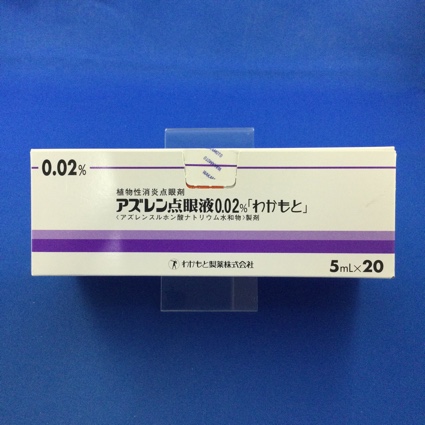 0.02%
植物性消炎点眼剤
アズレン点眼液0.02%「わかもと」
(アズレンスルホン酸ナトリウム水和物)製剤
わかもと製薬株式会社
5mL×20